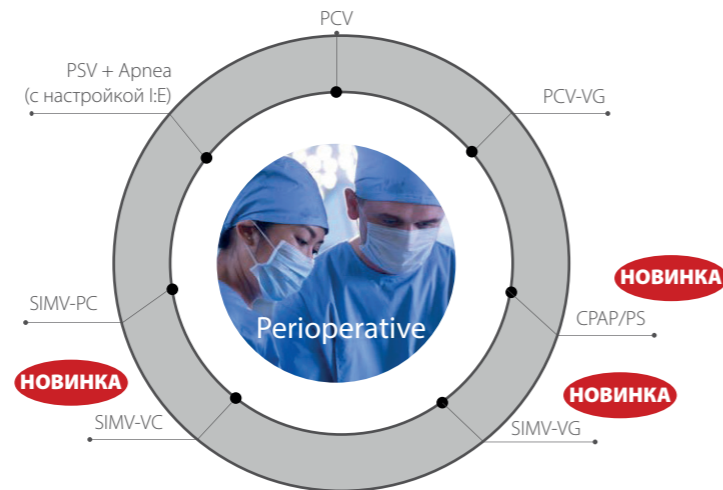 PCV
PSV + Apnea
(с настройкой I:E)
PCV-VG
НОВИНКА
SIMV-PC
CPAP/PS
Perioperative
НОВИНКА
НОВИНКА
SIMV-VC
SIMV-VG